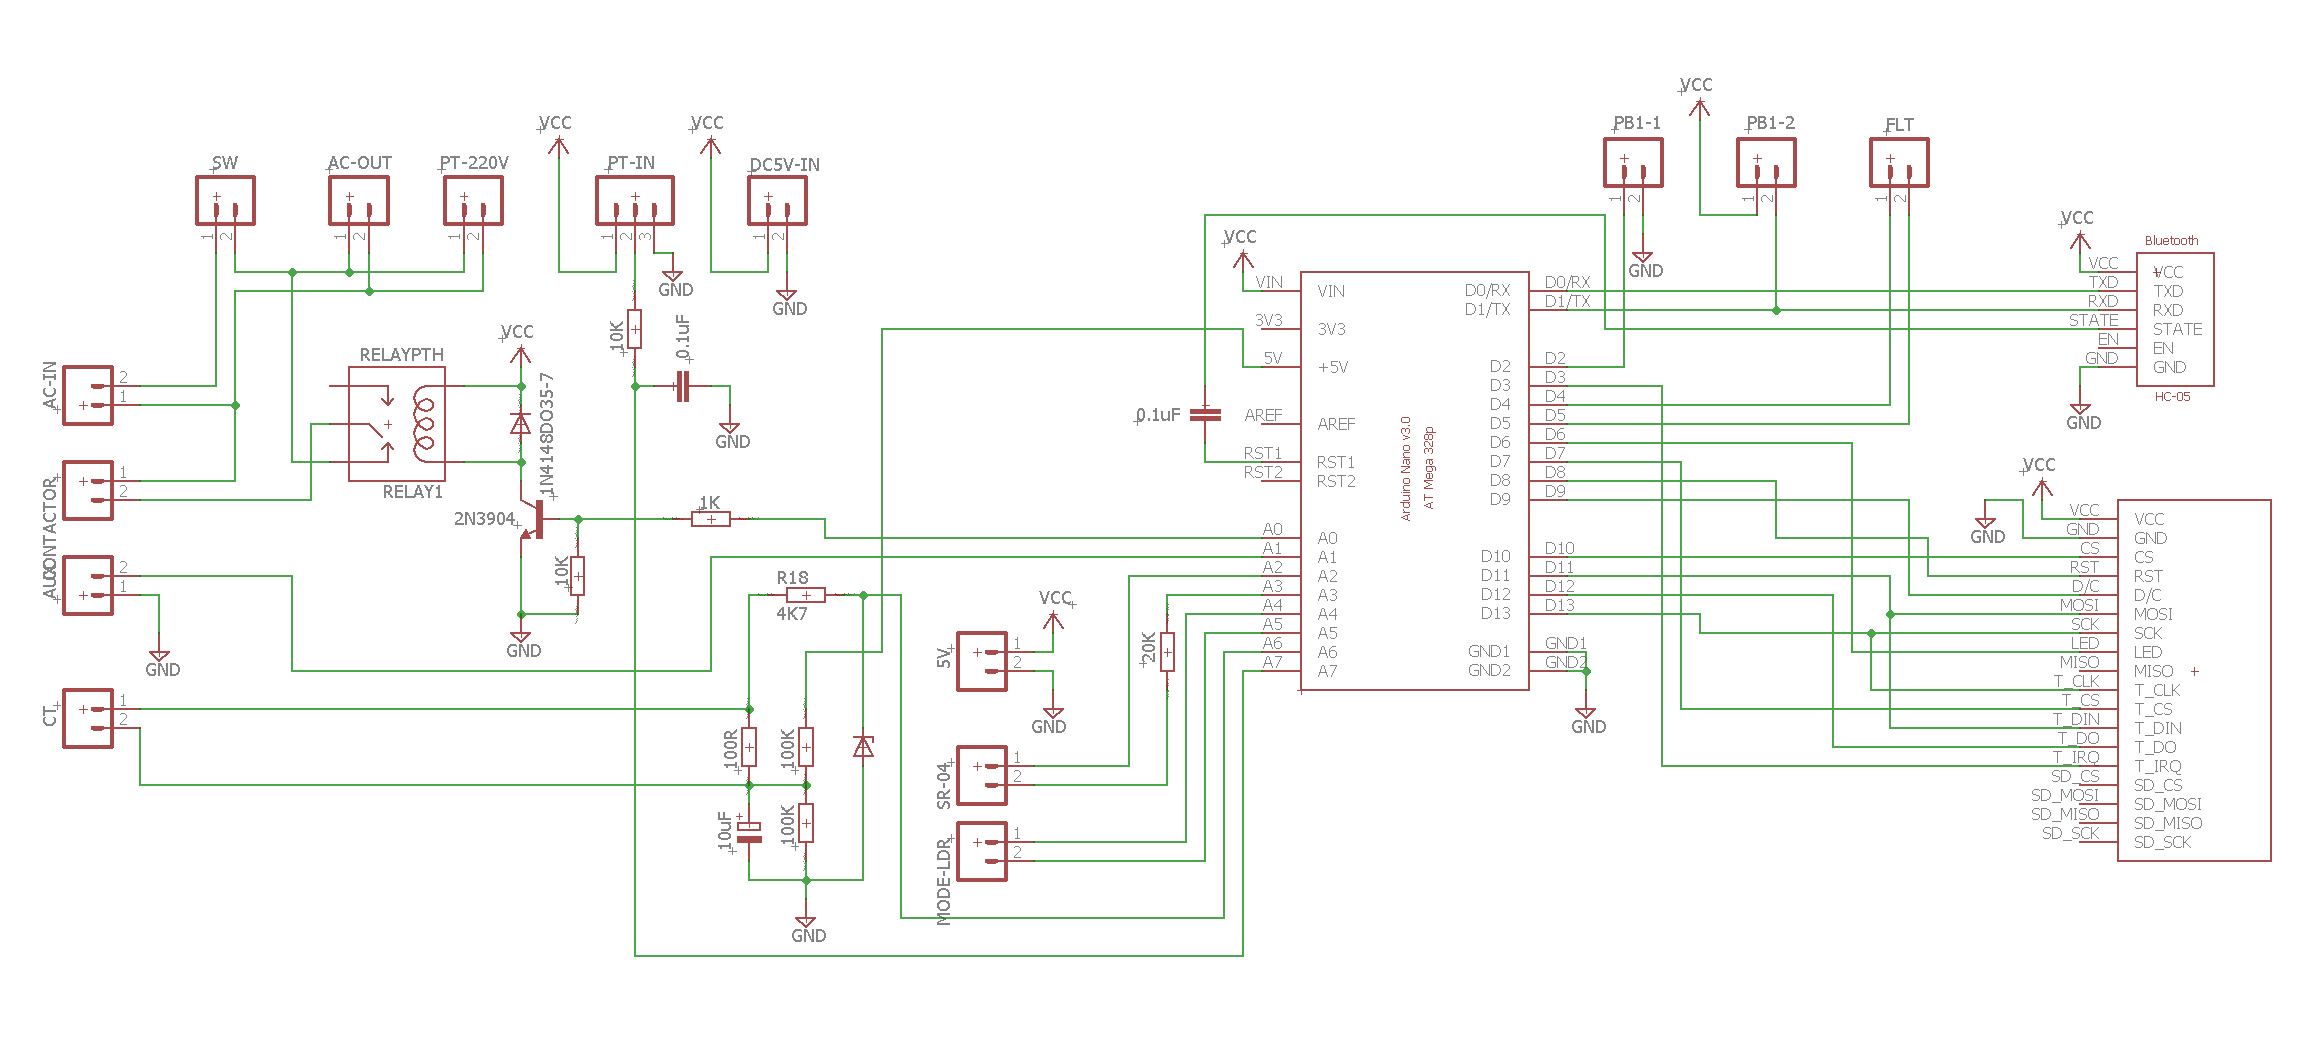 VCC
PB1-1
PB1-2
FLT
1
2
1
2
1
2
GND
VCC
VCC
SW
AC-OUT
PT-220V
PT-IN
DC5V-IN
1
2
1
2
1
2
1
2
3
1
2
GND
GND
10K
0.1uF
GND
VCC
RELAYPTH
RELAY1
1N4148DO35-7
2N3904
1K
10K
GND
AC-IN
2
1
CONTACTOR
1
2
AUX
2
1
GND
CT
1
2
R18
4K7
100R
100K
10uF
100K
GND
VCC
5V
1
2
GND
SR-04
1
2
MODE-LDR
1
2
20K
0.1uF
VCC
VIN
3V3
5V
AREF
RST1
RST2
A0
A1
A2
A3
A4
A5
A6
A7
VIN
3V3
+5V
AREF
RST1
RST2
A0
A1
A2
A3
A4
A5
A6
A7
Arduino Nano v3.0
AT Mega 328p
D0/RX
D1/TX
D2
D3
D4
D5
D6
D7
D8
D9
D10
D11
D12
D13
GND1
GND2
D0/RX
D1/TX
D2
D3
D4
D5
D6
D7
D8
D9
D10
D11
D12
D13
GND1
GND2
GND
VCC
Bluetooth
VCC
TXD
RXD
STATE
EN
GND
VCC
TXD
RXD
STATE
EN
GND
HC-05
GND
VCC
GND
VCC
GND
CS
RST
D/C
MOSI
SCK
LED
MISO
T_CLK
T_CS
T_DIN
T_DO
T_IRQ
SD_CS
SD_MOSI
SD_MISO
SD_SCK
VCC
GND
CS
RST
D/C
MOSI
SCK
LED
MISO
T_CLK
T_CS
T_DIN
T_DO
T_IRQ
SD_CS
SD_MOSI
SD_MISO
SD_SCK